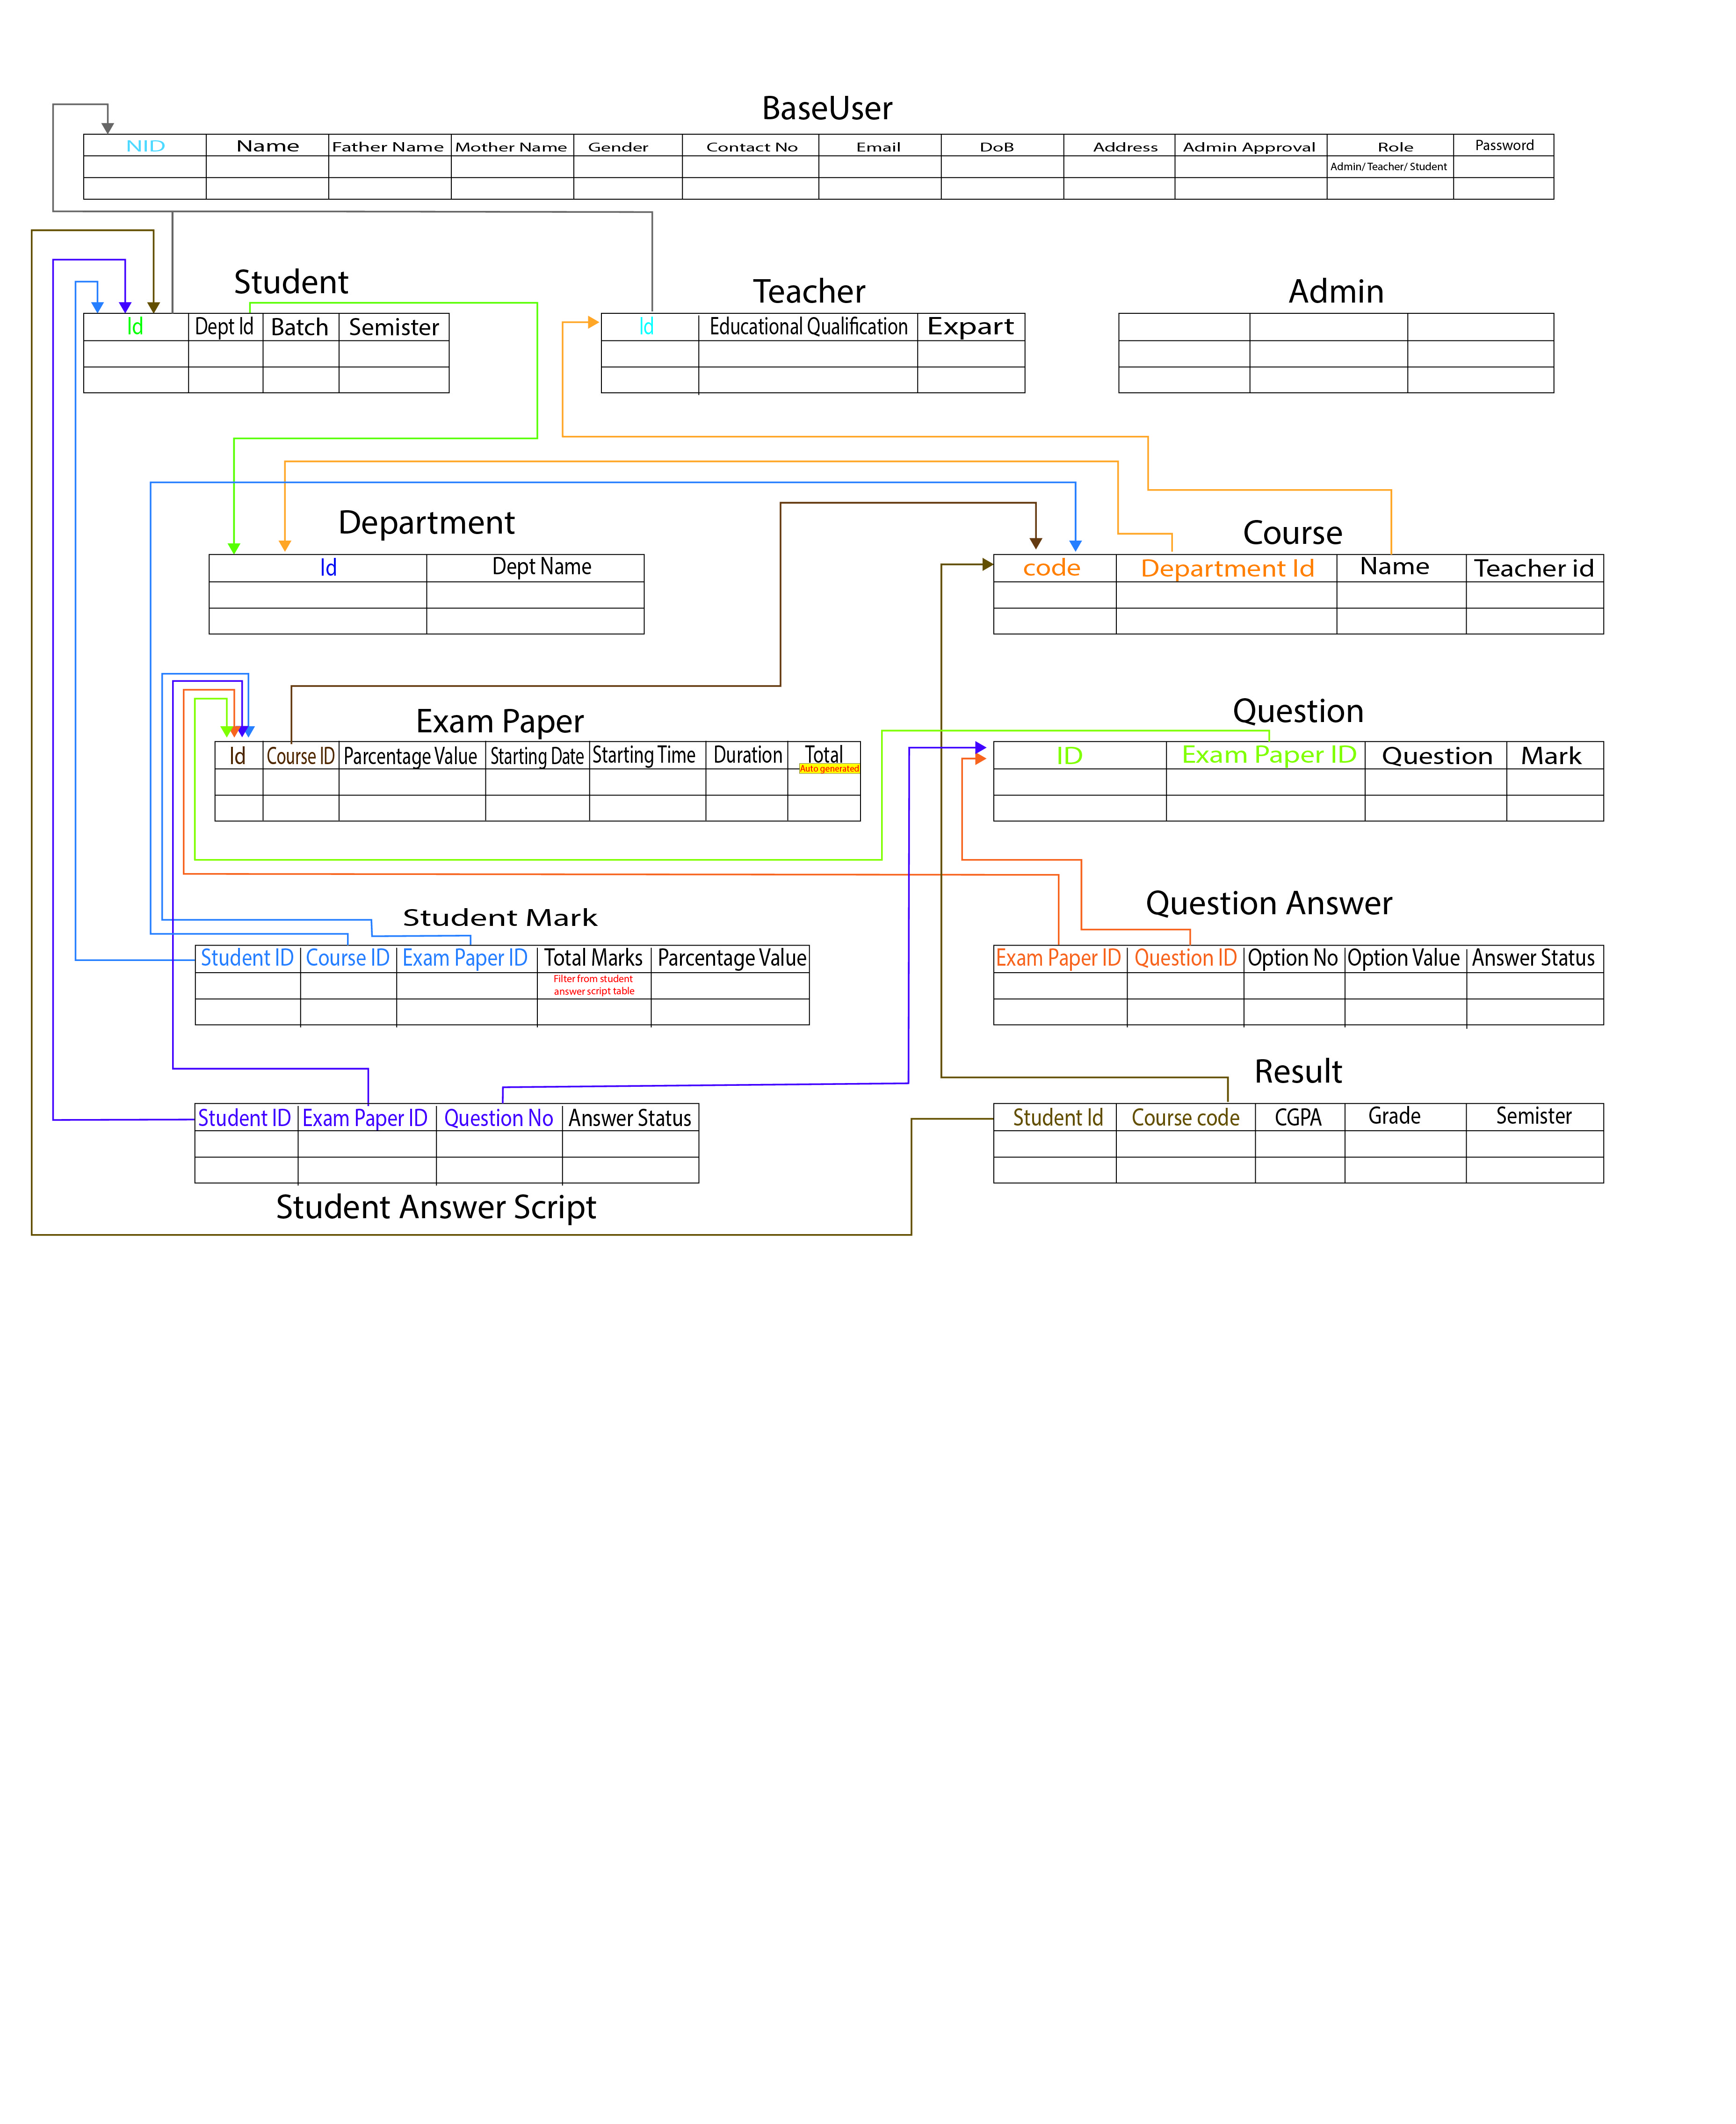 BaseUser
NID Name Father Name Mother Name Gender Contact No Email DoB Address Admin Approval Role Password
Admin/ Teacher/ Student
Student
Id Dept Id Batch Semister
Teacher
Id Educational Qualification Expart
Admin
Department
Id Dept Name
Course
code Department Id Name Teacher id
Exam Paper
Id Course ID Parcentage Value Starting Date Starting Time Duration Total
Auto generated
Question
ID Exam Paper ID Question Mark
Student Mark
Student ID Course ID Exam Paper ID Total Marks Parcentage Value
Filter from student
answer script table
Question Answer
Exam Paper ID Question ID Option No Option Value Answer Status
Student ID Exam Paper ID Question No Answer Status
Student Answer Script
Result
Student Id Course code CGPA Grade Semister